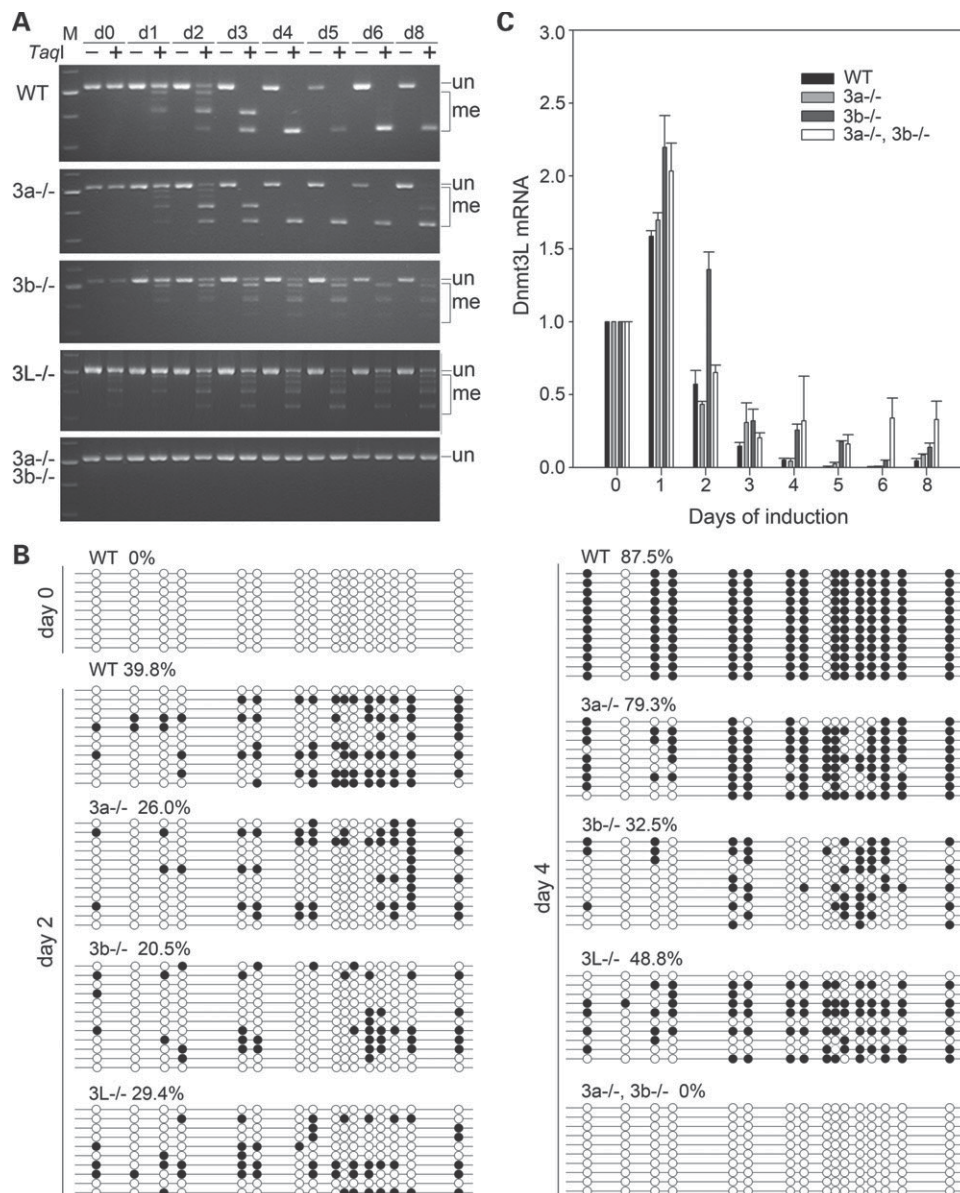 A
M d0 d1 d2 d3 d4 d5 d6 d8
TaqI – + – + – + – + – + – + – + – +
WT
un
me
3a-/-
un
me
3b-/-
un
me
3L-/-
un
me
3a-/-
3b-/-
un
C
3.0
2.5
2.0
1.5
1.0
0.5
0.0
Dnmt3L mRNA
WT
3a-/-
3b-/-
3a-/-, 3b-/-
0 1 2 3 4 5 6 8
Days of induction
B
day 0
WT 0%
day 2
WT 39.8%
3a-/- 26.0%
3b-/- 20.5%
3L-/- 29.4%
day 4
WT 87.5%
3a-/- 79.3%
3b-/- 32.5%
3L-/- 48.8%
3a-/-, 3b-/- 0%